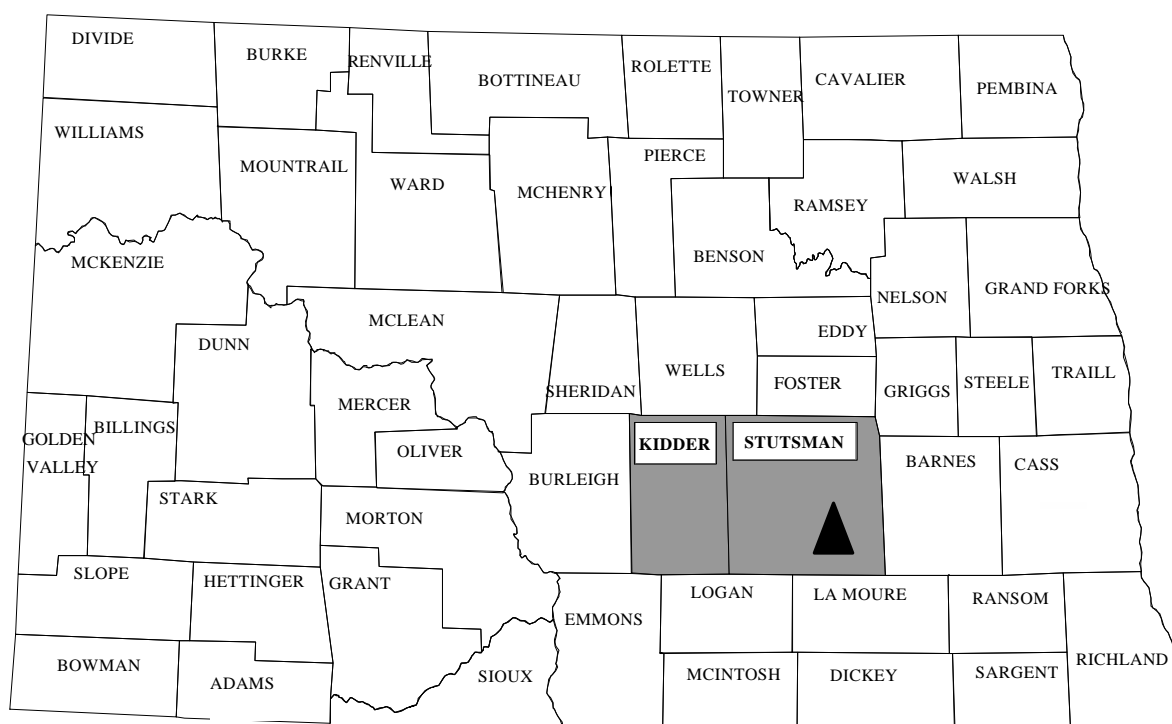 DIVIDE
BURKE
RENVILLE
BOTTINEAU
ROLETTE
TOWNER
CAVALIER
PEMBINA
WILLIAMS
MOUNTRAIL
WARD
MCHENRY
PIERCE
RAMSEY
WALSH
MCKENZIE
BENSON
NELSON
GRAND FORKS
DUNN
MCLEAN
SHERIDAN
WELLS
EDDY
FOSTER
GRIGGS
STEELE
TRAILL
GOLDEN
VALLEY
BILLINGS
MERCER
OLIVER
BURLEIGH
KIDDER
STUTSMAN
BARNES
CASS
STARK
MORTON
SLOPE
HETTINGER
GRANT
EMMONS
LOGAN
LA MOURE
RANSOM
BOWMAN
ADAMS
SIOUX
MCINTOSH
DICKEY
SARGENT
RICHLAND